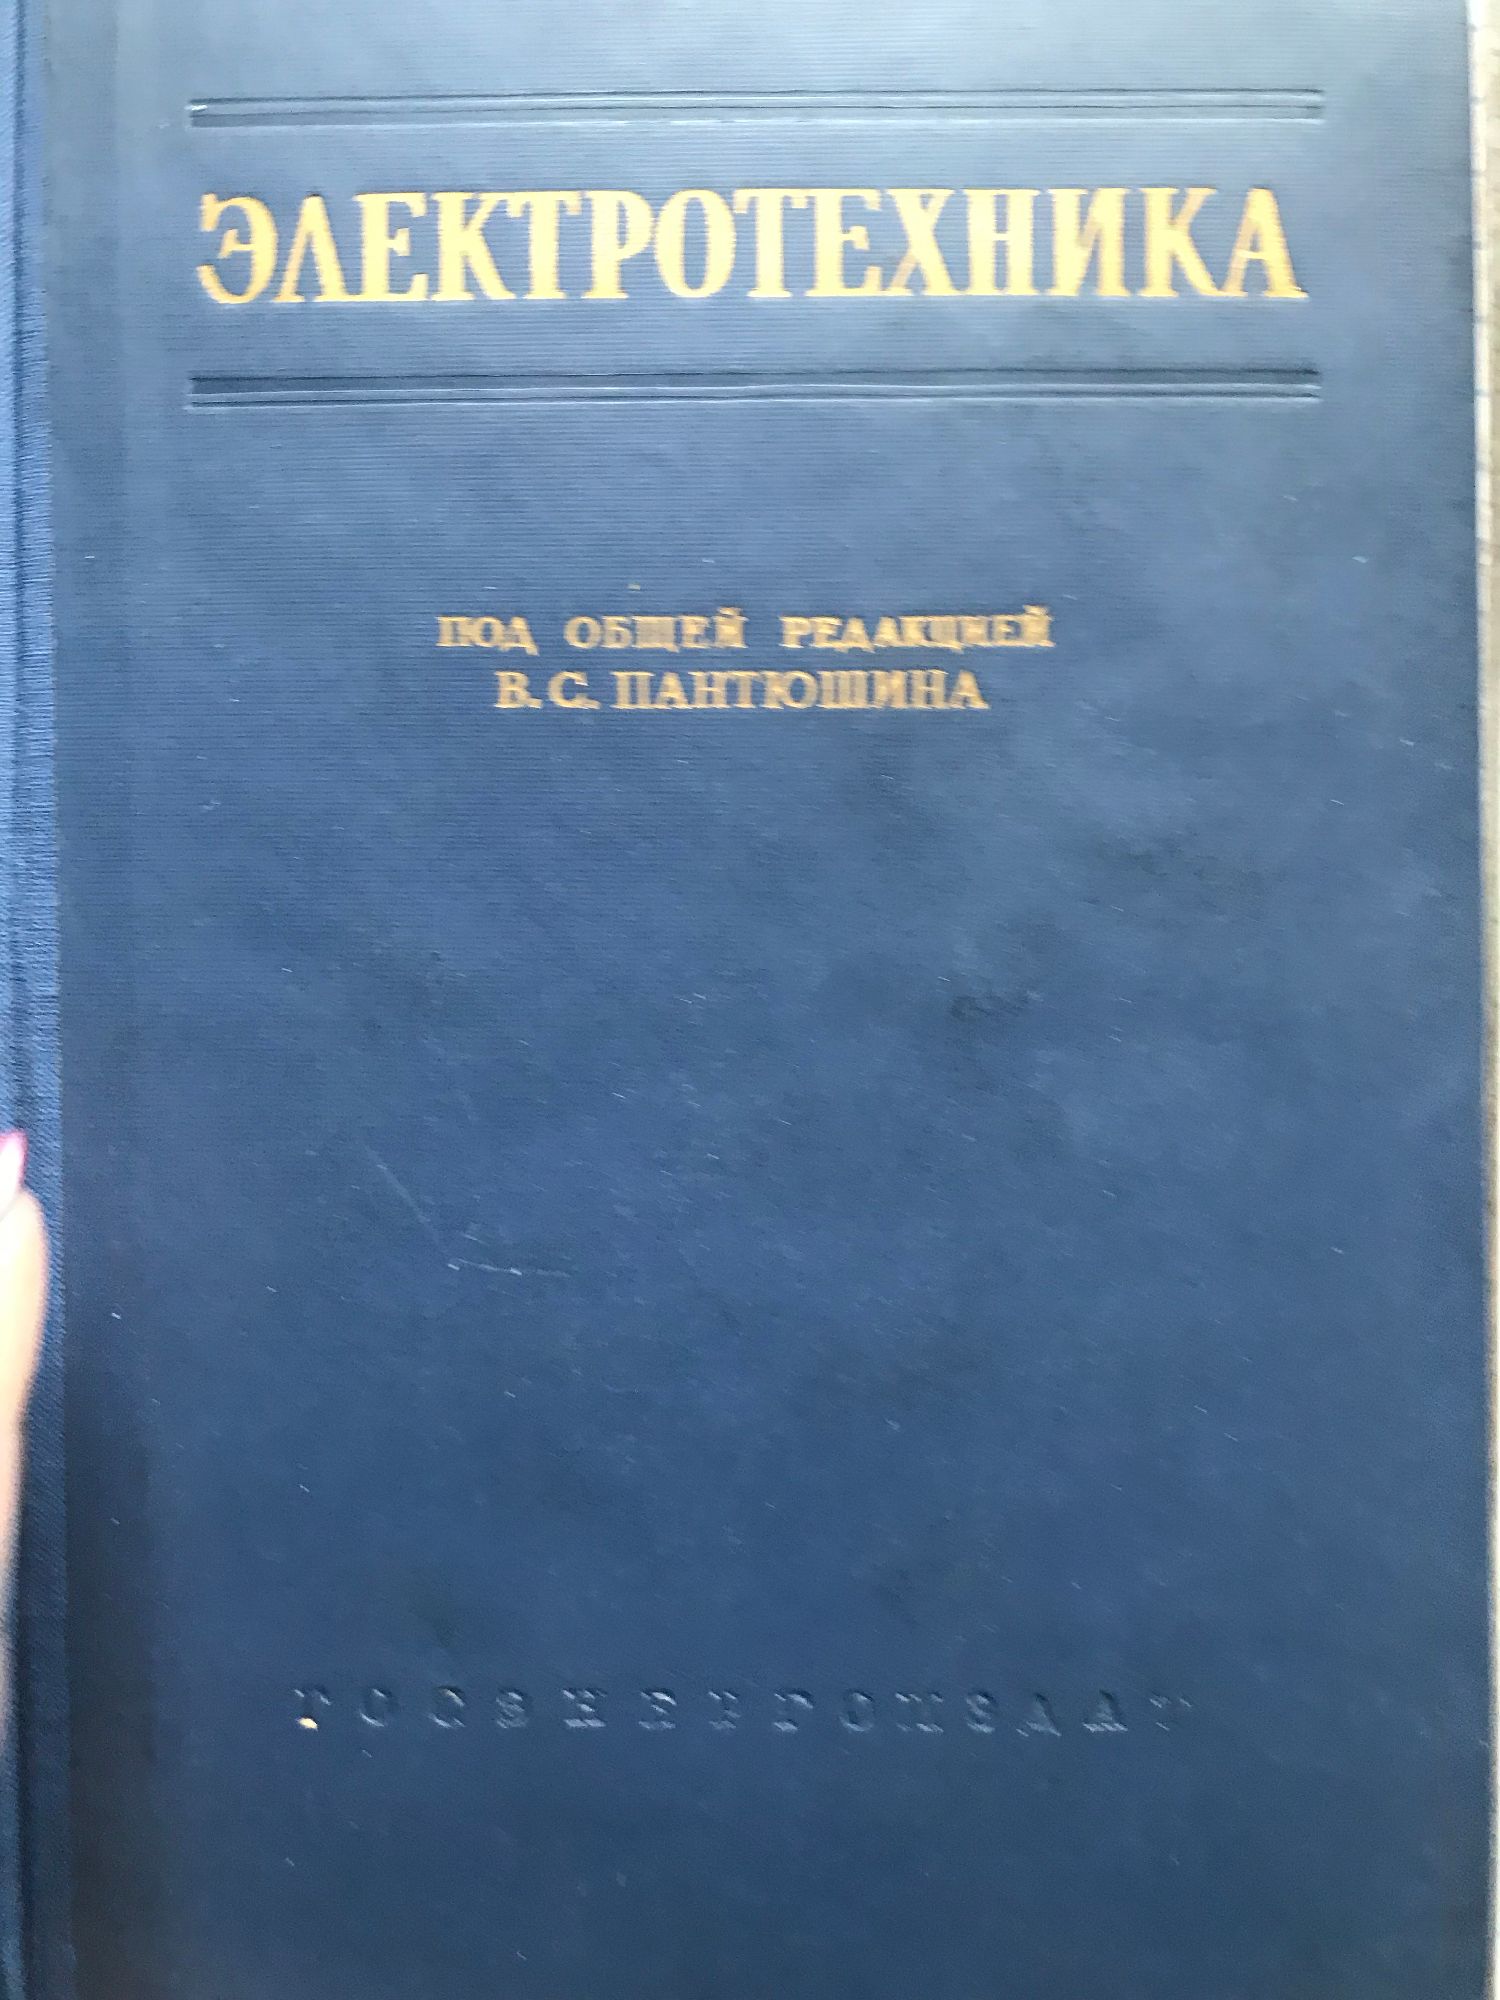 ЭЛЕКТРОТЕХНИКА
ПОД ОБЩЕЙ РЕДАКЦИЕЙ
В. С. ПАНТЮШИНА
ГОСЭНЕРГОИЗДАТ